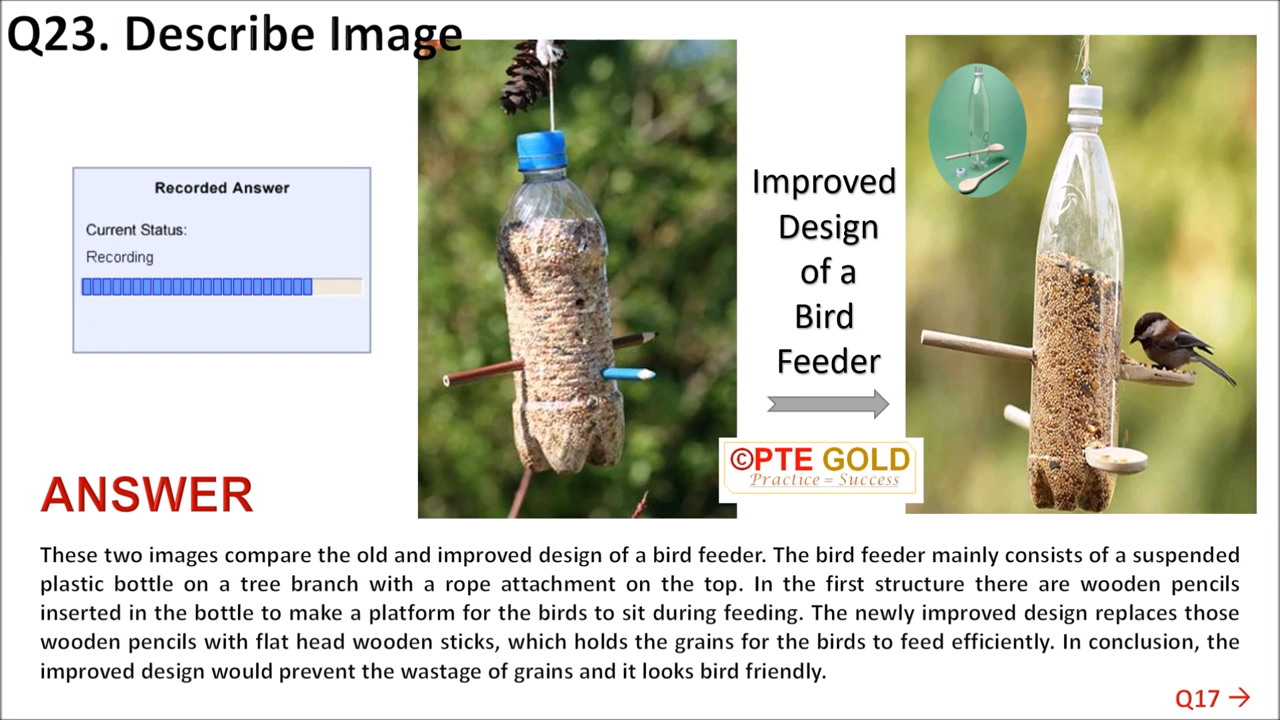 Q23. Describe Image
Recorded Answer
Current Status:
Recording
Improved
Design
of a
Bird
Feeder
©PTE GOLD
Practice = Success
ANSWER
These two images compare the old and improved design of a bird feeder. The bird feeder mainly consists of a suspended
plastic bottle on a tree branch with a rope attachment on the top. In the first structure there are wooden pencils
inserted in the bottle to make a platform for the birds to sit during feeding. The newly improved design replaces those
wooden pencils with flat head wooden sticks, which holds the grains for the birds to feed efficiently. In conclusion, the
improved design would prevent the wastage of grains and it looks bird friendly.
Q17 →